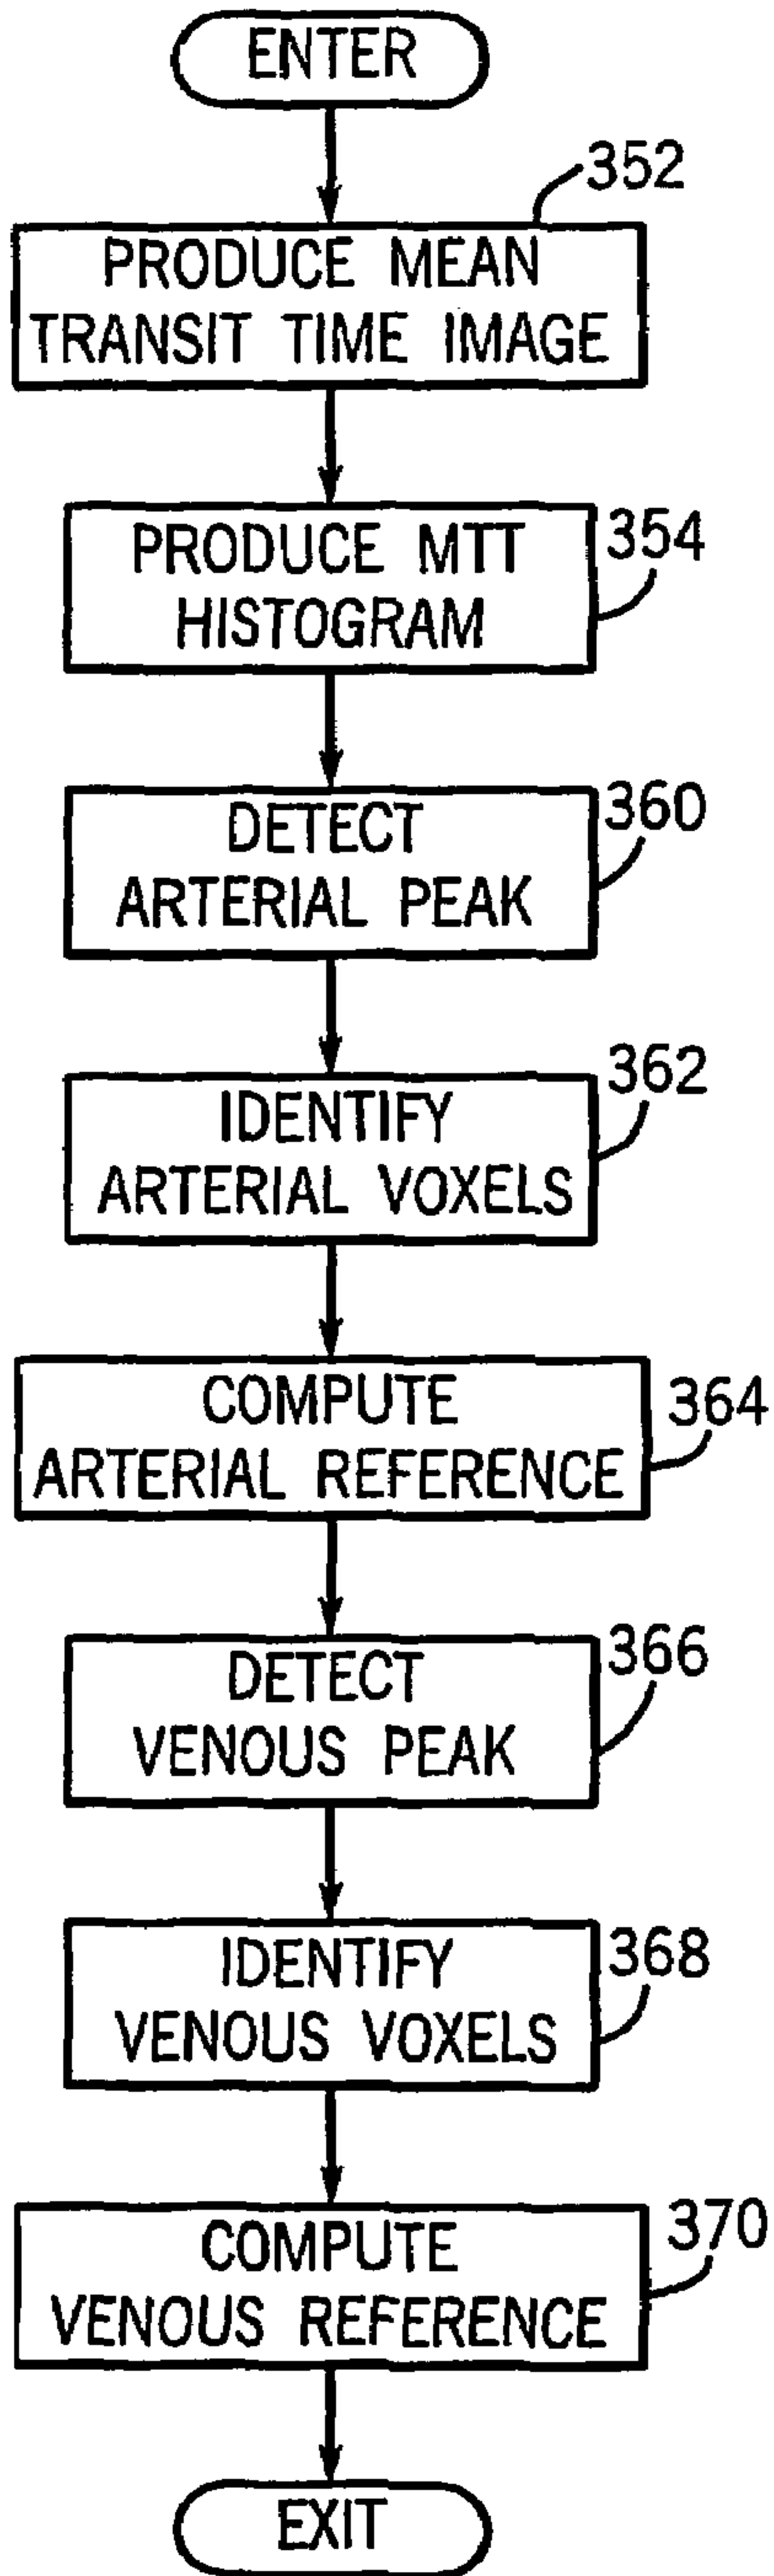 ENTER
352
PRODUCE MEAN
TRANSIT TIME IMAGE
354
PRODUCE MTT
HISTOGRAM
360
DETECT
ARTERIAL PEAK
362
IDENTIFY
ARTERIAL VOXELS
364
COMPUTE
ARTERIAL REFERENCE
366
DETECT
VENOUS PEAK
368
IDENTIFY
VENOUS VOXELS
370
COMPUTE
VENOUS REFERENCE
EXIT